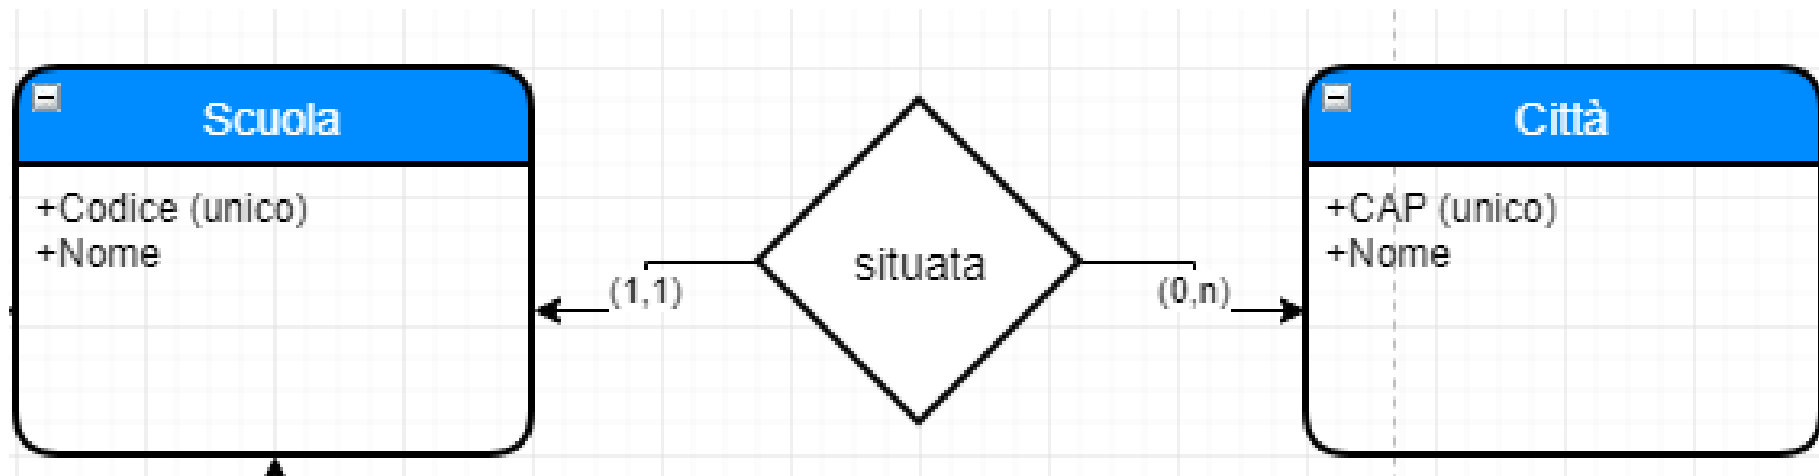 Scuola
+Codice (unico)
+Nome
(1,1)
situata
(0,n)
Città
+CAP (unico)
+Nome